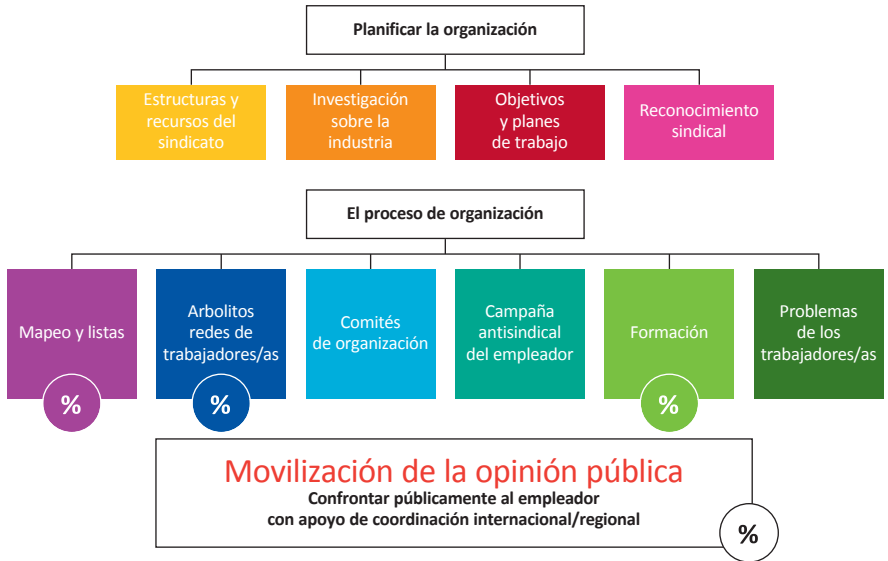 Planificar la organización
Estructuras y
recursos del
sindicato
Investigación
sobre la
industria
Objetivos
y planes
de trabajo
Reconocimiento
sindical
El proceso de organización
Mapeo y listas
Arbolitos
redes de
trabajadores/as
Comités
de organización
Campaña
antisindical
del empleador
Formación
Problemas
de los
trabajadores/as
%
%
%
Movilización de la opinión pública
Confrontar públicamente al empleador
con apoyo de coordinación internacional/regional
%